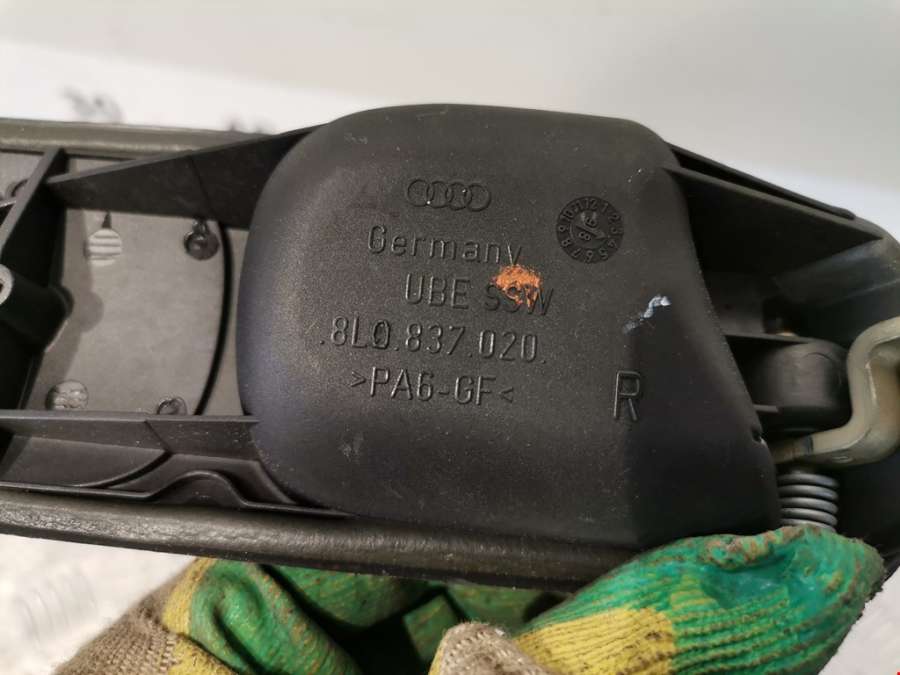 Germany
UBE SSW
.8L0.837.020.
>PA6-GF<
R